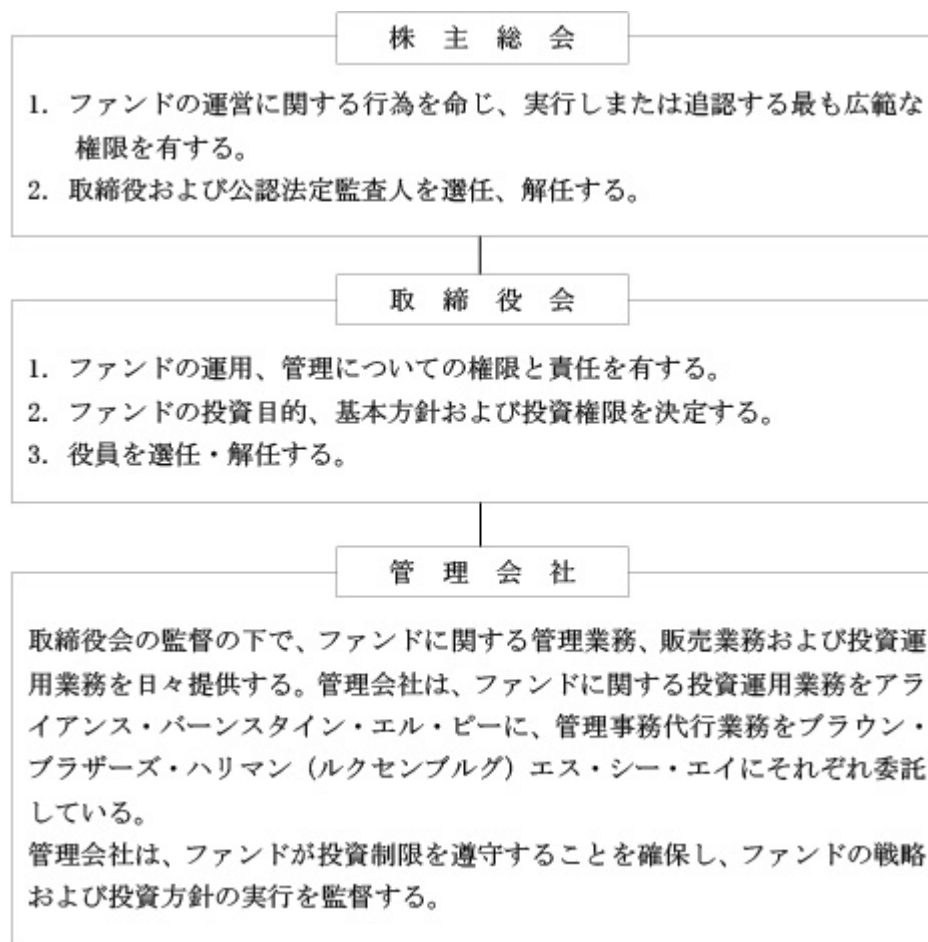 株主総会
1. ファンドの運営に関する行為を命じ、実行しまたは追認する最も広範な
権限を有する。
2. 取締役および公認法定監査人を選任、解任する。
取締役会
1. ファンドの運用、管理についての権限と責任を有する。
2. ファンドの投資目的、基本方針および投資権限を決定する。
3. 役員を選任・解任する。
管理会社
取締役会の監督の下で、ファンドに関する管理業務、販売業務および投資運
用業務を日々提供する。管理会社は、ファンドに関する投資運用業務をアラ
イアンス・バーンスタイン・エル・ピーに、管理事務代行業務をブラウン・
ブラザーズ・ハリマン（ルクセンブルグ）エス・シー・エイにそれぞれ委託
している。
管理会社は、ファンドが投資制限を遵守することを確保し、ファンドの戦略
および投資方針の実行を監督する。